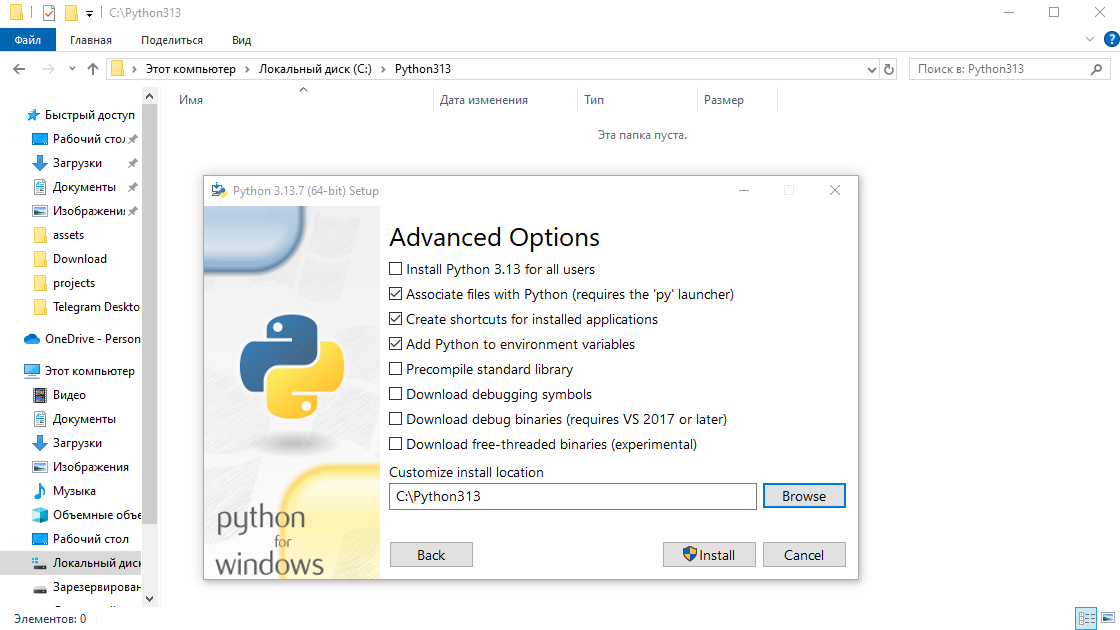 C:\Python313
Файл Главная Поделиться Вид
Этот компьютер Локальный диск (C:) Python313
Поиск в: Python313
Имя Дата изменения Тип Размер
Эта папка пуста.
Быстрый доступ
Рабочий сто
Загрузки
Документы
Изображени
assets
Download
projects
Telegram Deskto
OneDrive - Person
Этот компьютер
Видео
Документы
Загрузки
Изображения
Музыка
Объемные объе
Рабочий стол
Локальный диск
Зарезервирован
Элементов: 0
Python 3.13.7 (64-bit) Setup
Advanced Options
Install Python 3.13 for all users
Associate files with Python (requires the 'py' launcher)
Create shortcuts for installed applications
Add Python to environment variables
Precompile standard library
Download debugging symbols
Download debug binaries (requires VS 2017 or later)
Download free-threaded binaries (experimental)
Customize install location
C:\Python313
Browse
python
for
windows
Back
Install
Cancel